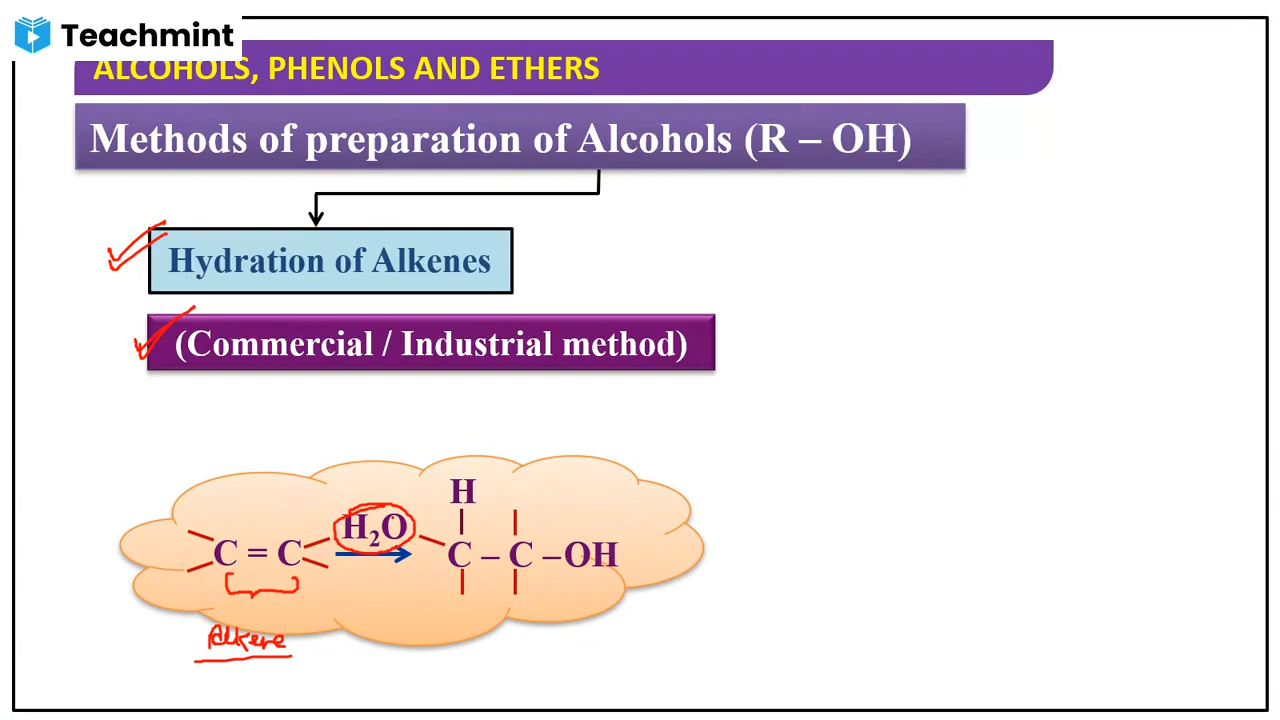 Teachmint
ALCOHOLS, PHENOLS AND ETHERS
Methods of preparation of Alcohols (R – OH)
Hydration of Alkenes
(Commercial / Industrial method)
H
H₂O
C = C
C – C – OH
Alkene